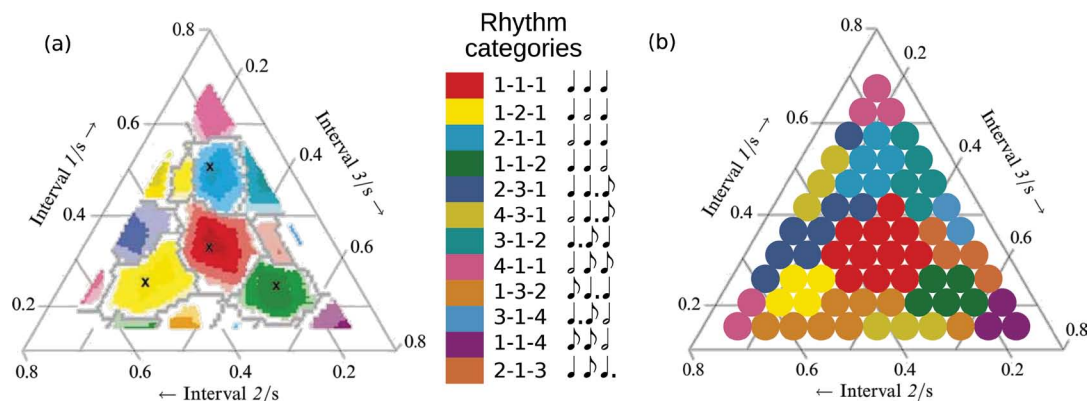 (a)
0.8
0.2
0.6
Interval 1/s →
0.4
Interval 3/s →
0.4
0.6
0.2
0.8
0.8
0.6
0.4
0.2
← Interval 2/s
Rhythm
categories
1-1-1
1-2-1
2-1-1
1-1-2
2-3-1
4-3-1
3-1-2
4-1-1
1-3-2
3-1-4
1-1-4
2-1-3
(b)
0.8
0.2
0.6
Interval 1/s →
0.4
Interval 3/s →
0.4
0.6
0.2
0.8
0.8
0.6
0.4
0.2
← Interval 2/s
x
x
x
x